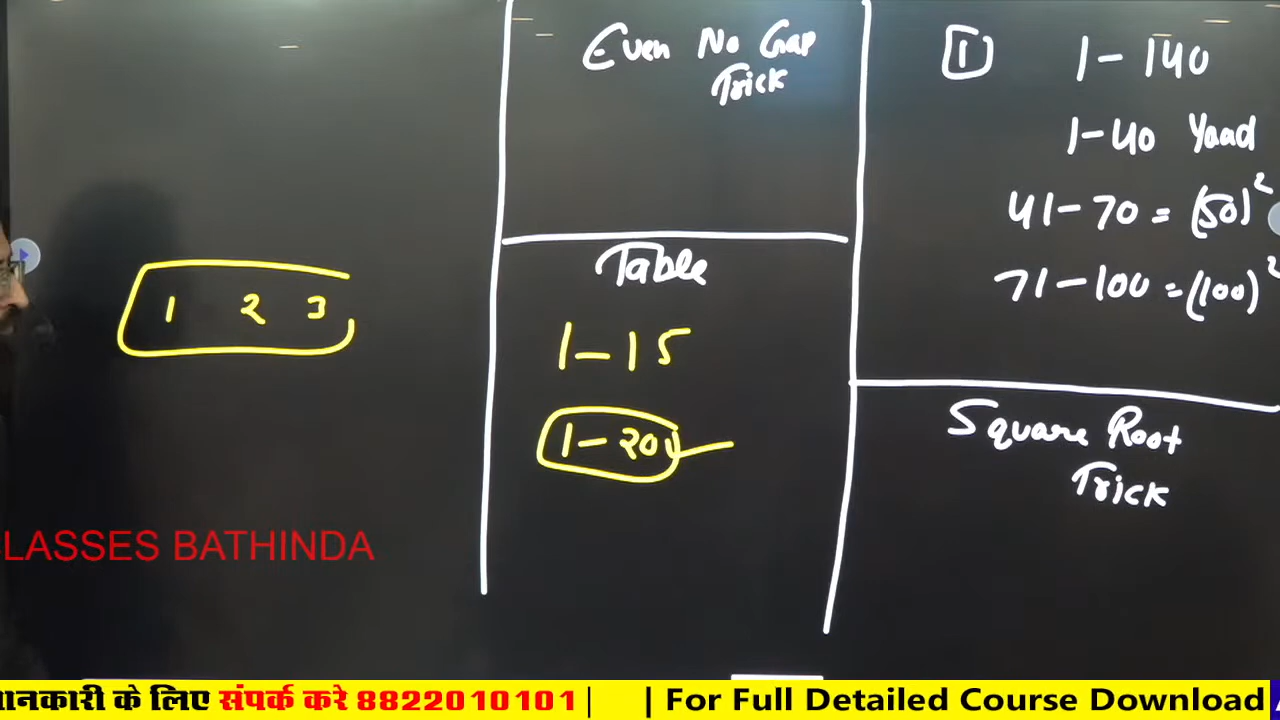 1 2 3
Even No Gap
Trick
Table
1 – 15
1 – 20
1 1 – 140
1 – 40 Yaad
41 – 70 = (50)²
71 – 100 = (100)²
Square Root
Trick
LASSES BATHINDA
ानकारी के लिए संपर्क करे 8822010101 | | For Full Detailed Course Download